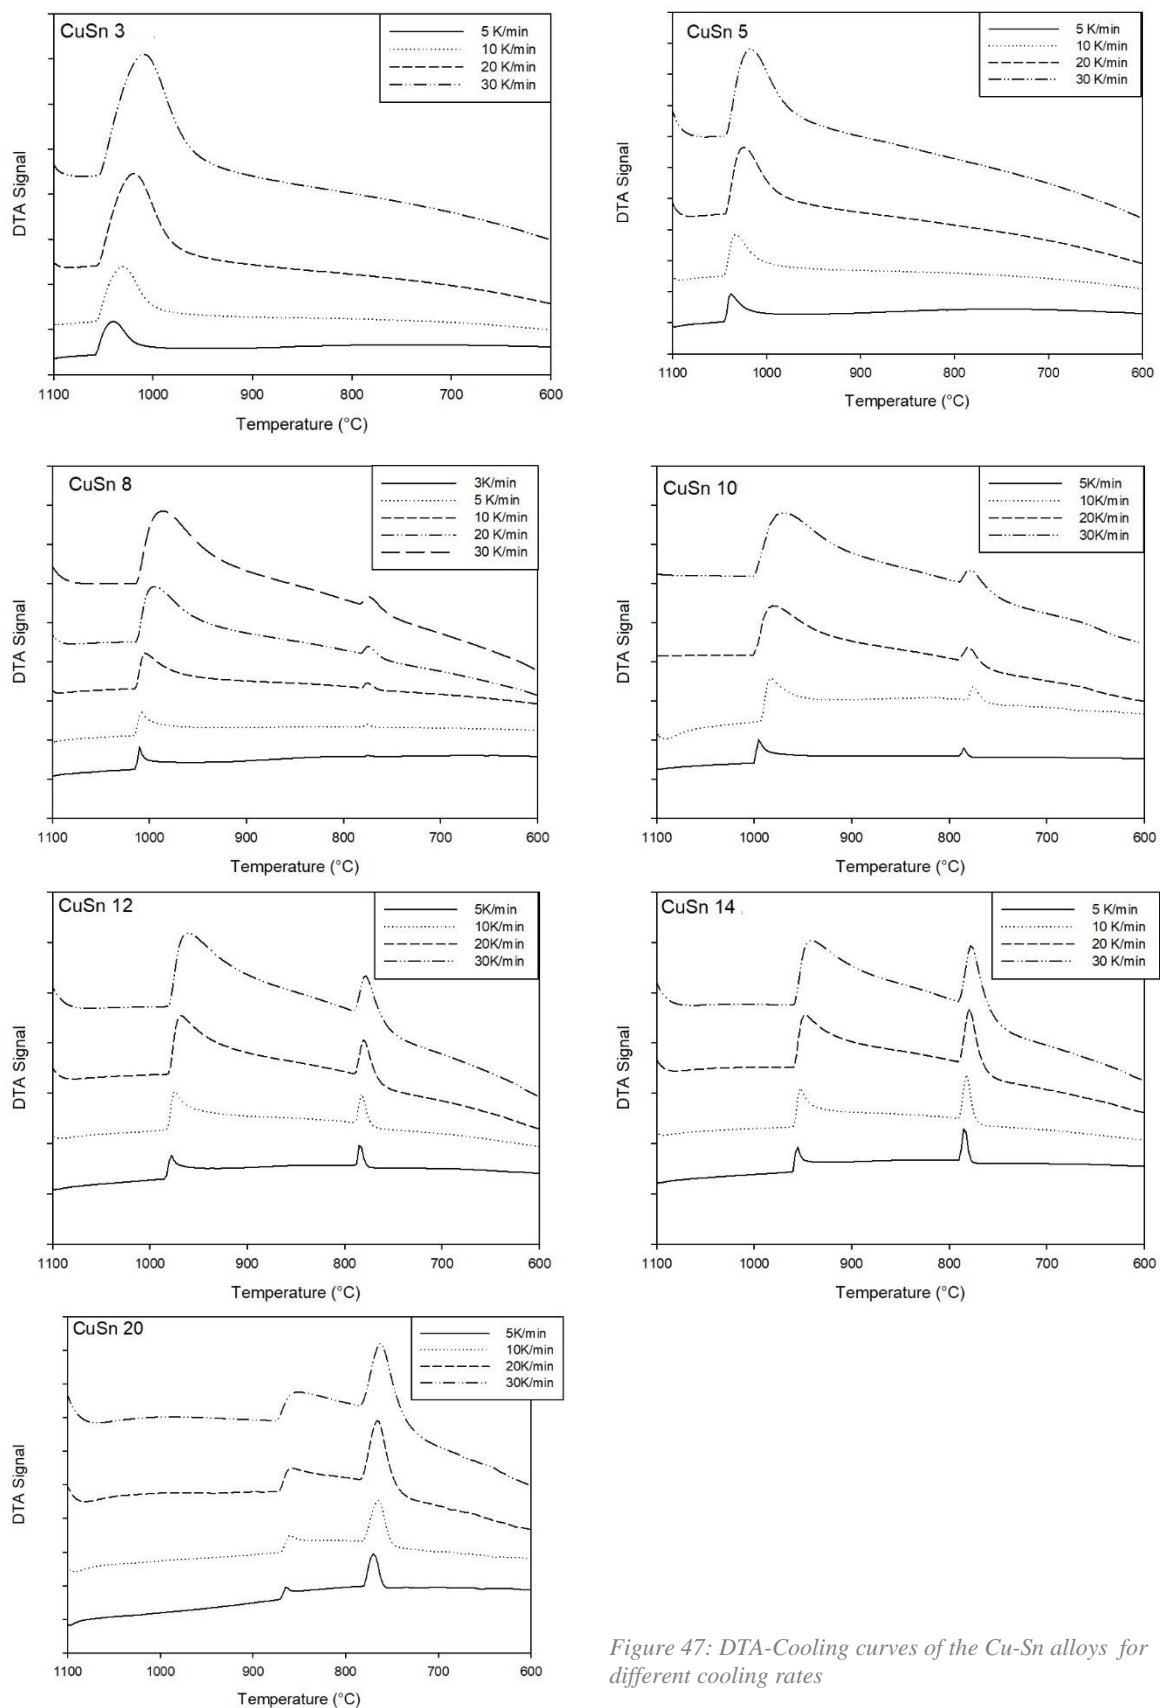 CuSn 3
5 K/min
10 K/min
20 K/min
30 K/min
DTA Signal
1100 1000 900 800 700 600
Temperature (°C)
CuSn 5
5 K/min
10 K/min
20 K/min
30 K/min
DTA Signal
1100 1000 900 800 700 600
Temperature (°C)
CuSn 8
3K/min
5 K/min
10 K/min
20 K/min
30 K/min
DTA Signal
1100 1000 900 800 700 600
Temperature (°C)
CuSn 10
5K/min
10K/min
20K/min
30K/min
DTA Signal
1100 1000 900 800 700 600
Temperature (°C)
CuSn 12
5K/min
10K/min
20K/min
30K/min
DTA Signal
1100 1000 900 800 700 600
Temperature (°C)
CuSn 14
5 K/min
10 K/min
20 K/min
30 K/min
DTA Signal
1100 1000 900 800 700 600
Temperature (°C)
CuSn 20
5K/min
10K/min
20K/min
30K/min
DTA Signal
1100 1000 900 800 700 600
Temperature (°C)
Figure 47: DTA-Cooling curves of the Cu-Sn alloys for
different cooling rates